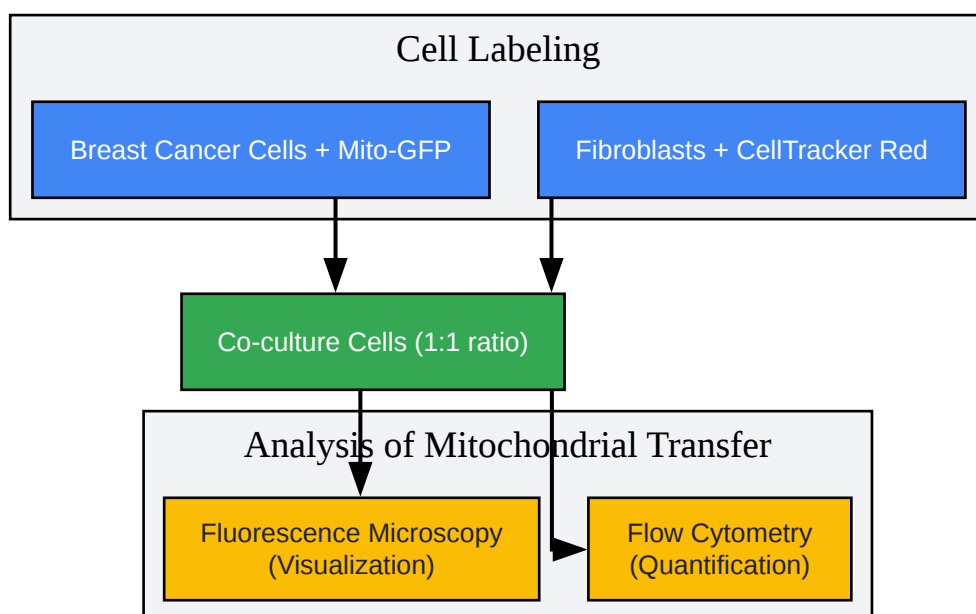 Cell Labeling
Breast Cancer Cells + Mito-GFP
Fibroblasts + CellTracker Red
Co-culture Cells (1:1 ratio)
Analysis of Mitochondrial Transfer
Fluorescence Microscopy
(Visualization)
Flow Cytometry
(Quantification)